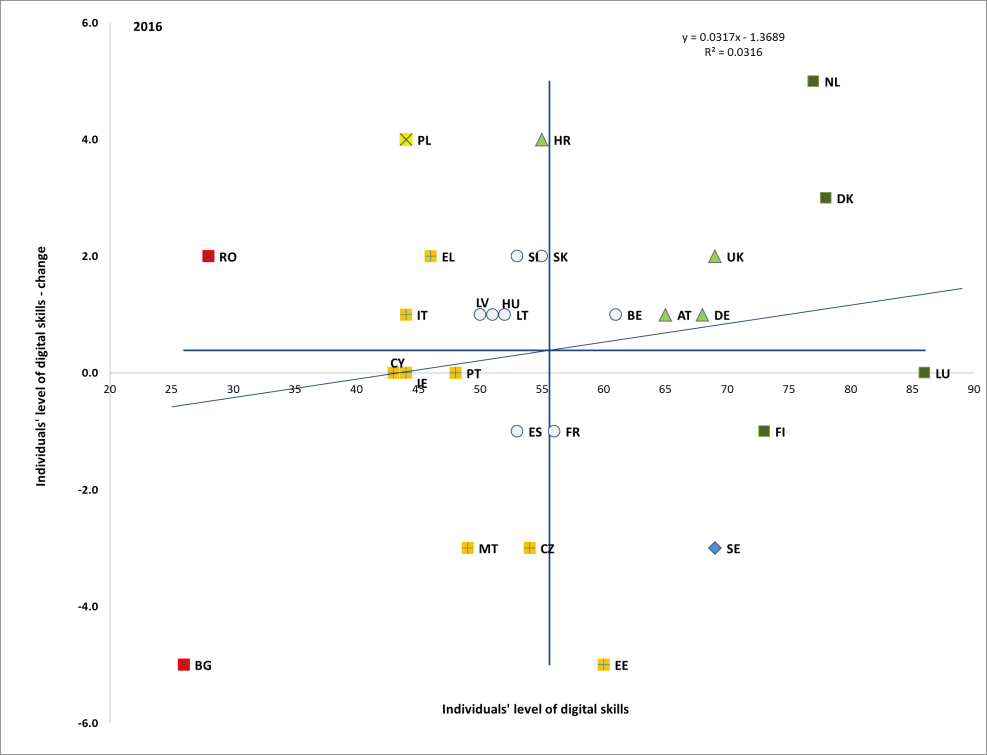 6.0
2016
y = 0.0317x - 1.3689
R² = 0.0316
NL
4.0
PL
HR
DK
2.0
RO
EL
SI
SK
UK
LV
HU
IT
LT
BE
AT
DE
CY
0.0
PT
LU
IE
20 25 30 35 40 45 50 55 60 65 70 75 80 85 90
ES
FR
FI
-2.0
MT
CZ
SE
-4.0
BG
EE
-6.0
Individuals' level of digital skills - change
Individuals' level of digital skills